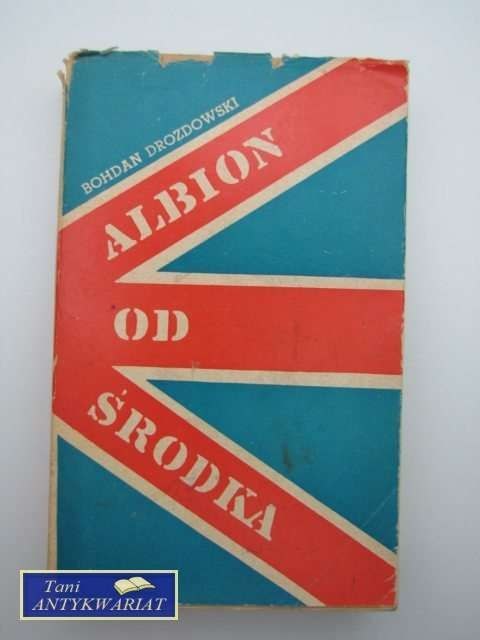 BOHDAN DROZDOWSKI
ALBION
OD
ŚRODKA
Tani
ANTYKWARIAT